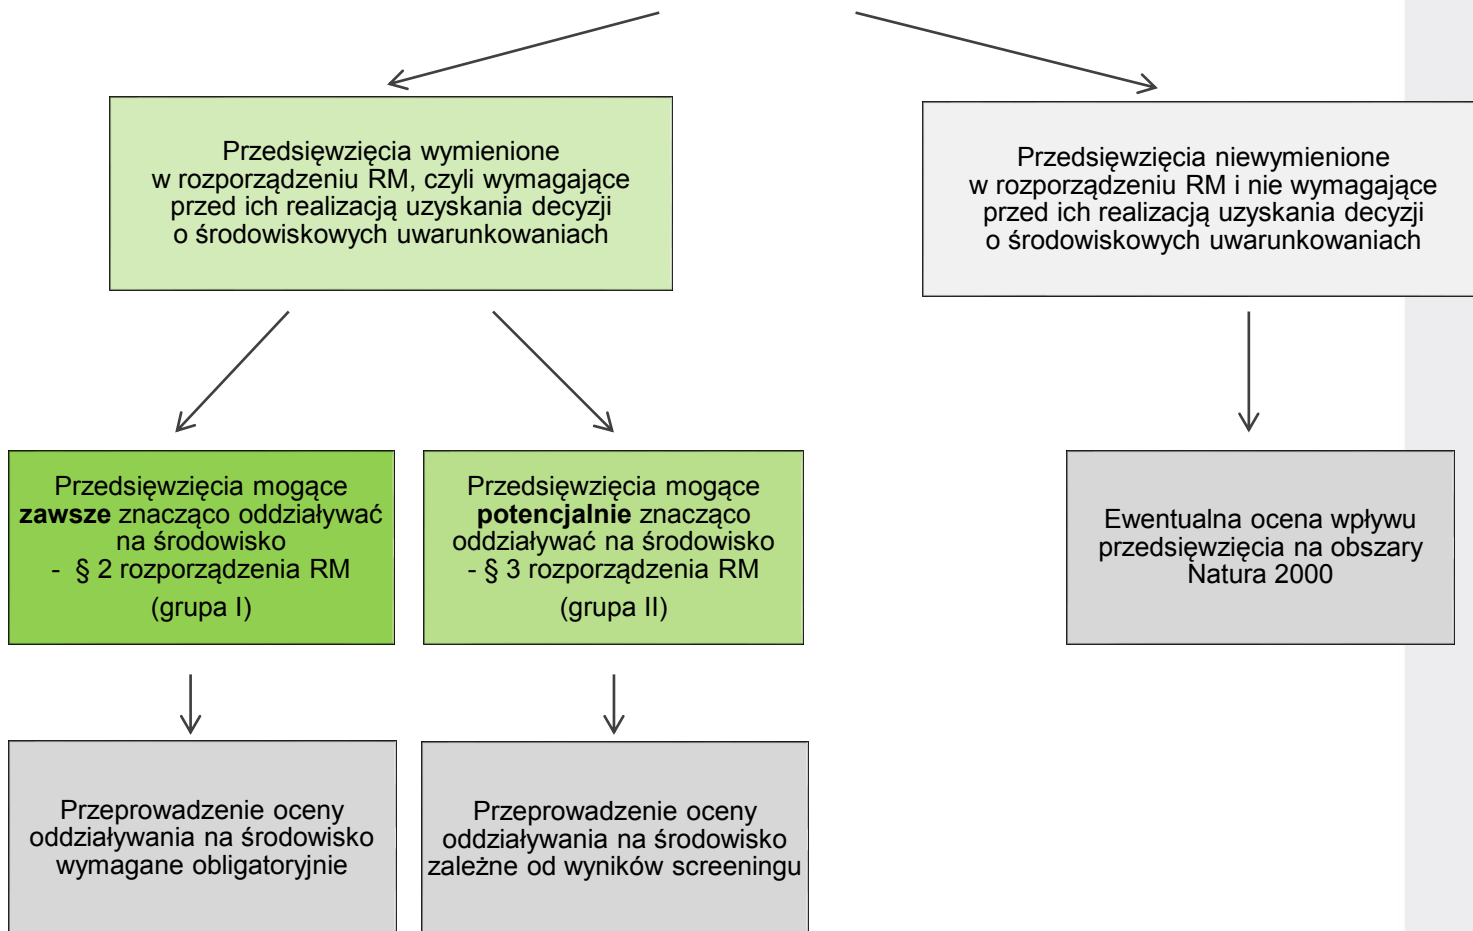 Przedsięwzięcia wymienione
w rozporządzeniu RM, czyli wymagające
przed ich realizacją uzyskania decyzji
o środowiskowych uwarunkowaniach
Przedsięwzięcia niewymienione
w rozporządzeniu RM i nie wymagające
przed ich realizacją uzyskania decyzji
o środowiskowych uwarunkowaniach
Przedsięwzięcia mogące
zawsze znacząco oddziaływać
na środowisko
- § 2 rozporządzenia RM
(grupa I)
Przedsięwzięcia mogące
potencjalnie znacząco
oddziaływać na środowisko
- § 3 rozporządzenia RM
(grupa II)
Ewentualna ocena wpływu
przedsięwzięcia na obszary
Natura 2000
Przeprowadzenie oceny
oddziaływania na środowisko
wymagane obligatoryjnie
Przeprowadzenie oceny
oddziaływania na środowisko
zależne od wyników screeningu